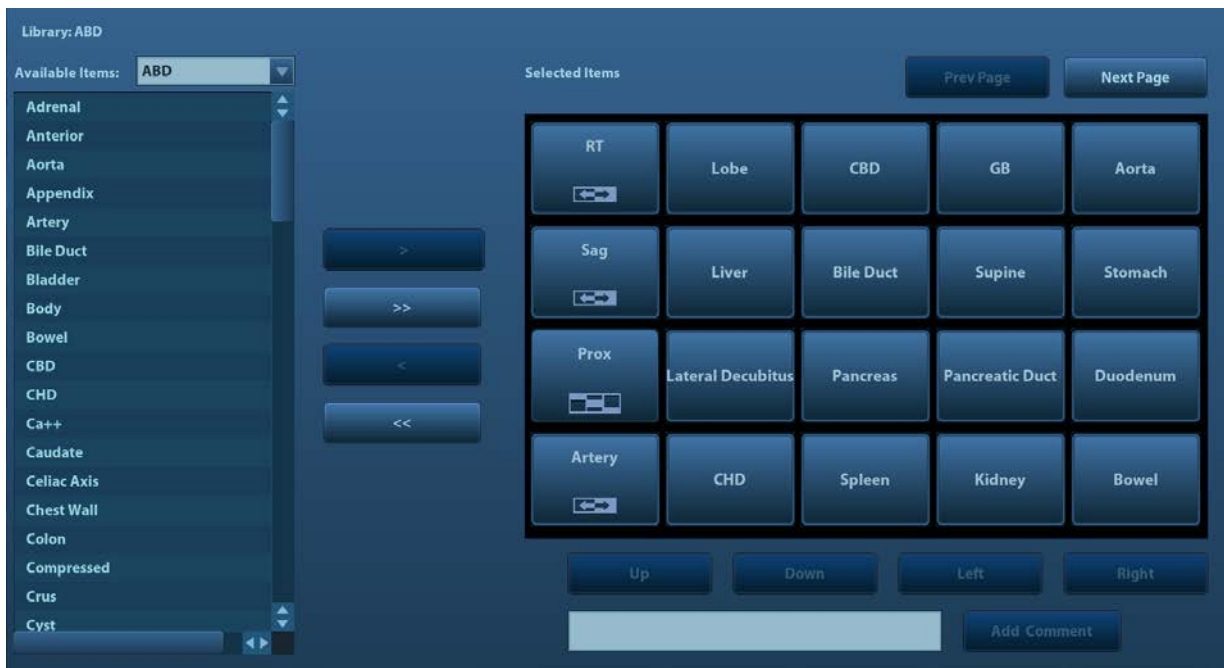 Library: ABD
Available Items: ABD
Adrenal
Anterior
Aorta
Appendix
Artery
Bile Duct
Bladder
Body
Bowel
CBD
CHD
Ca++
Caudate
Celiac Axis
Chest Wall
Colon
Compressed
Crus
Cyst
>
>>
<
<<
Selected Items Prev Page Next Page
RT Lobe CBD GB Aorta
Sag Liver Bile Duct Supine Stomach
Prox Lateral Decubitus Pancreas Pancreatic Duct Duodenum
Artery CHD Spleen Kidney Bowel
Up Down Left Right
Add Comment